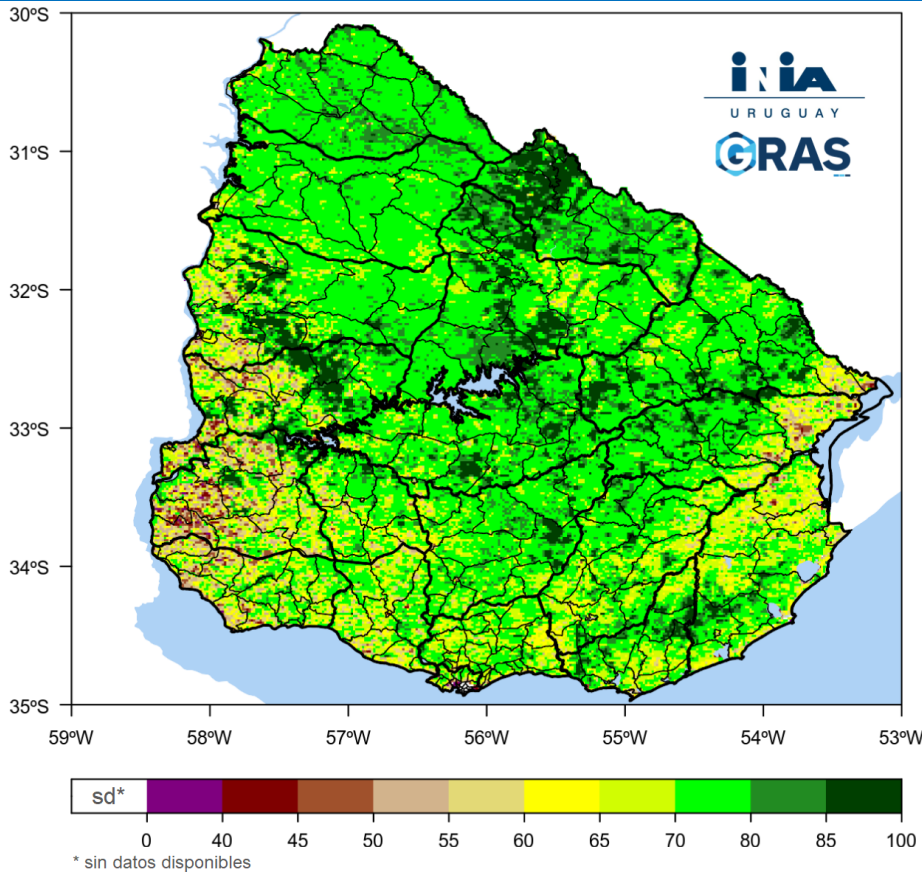 30ºS
31ºS
32ºS
33ºS
34ºS
35ºS
INIA
URUGUAY
GRAS
59ºW 58ºW 57ºW 56ºW 55ºW 54ºW 53ºW
sd*
0 40 45 50 55 60 65 70 80 85 100
* sin datos disponibles